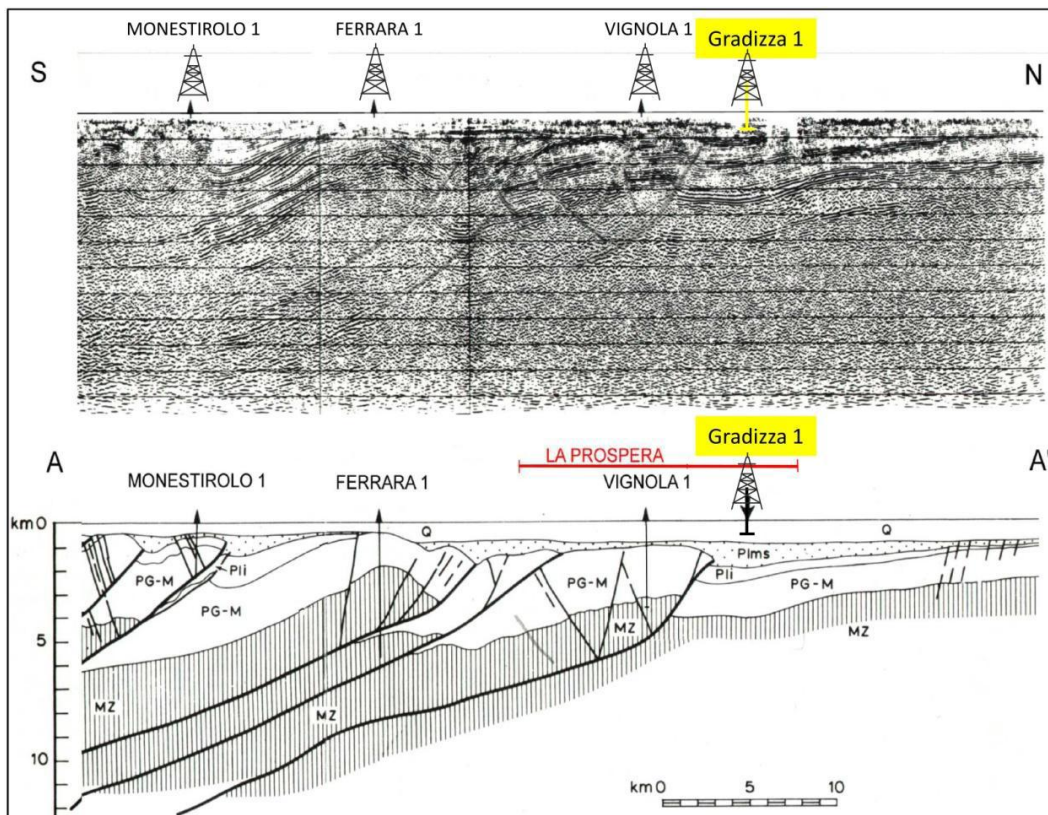 MONESTIROLO 1
FERRARA 1
VIGNOLA 1
Gradizza 1
S
N
Gradizza 1
LA PROSPERA
A
A'
MONESTIROLO 1
FERRARA 1
VIGNOLA 1
km 0
Q
Q
Plms
Pli
Pli
PG-M
PG-M
PG-M
PG-M
5
MZ
MZ
MZ
MZ
10
km 0 5 10